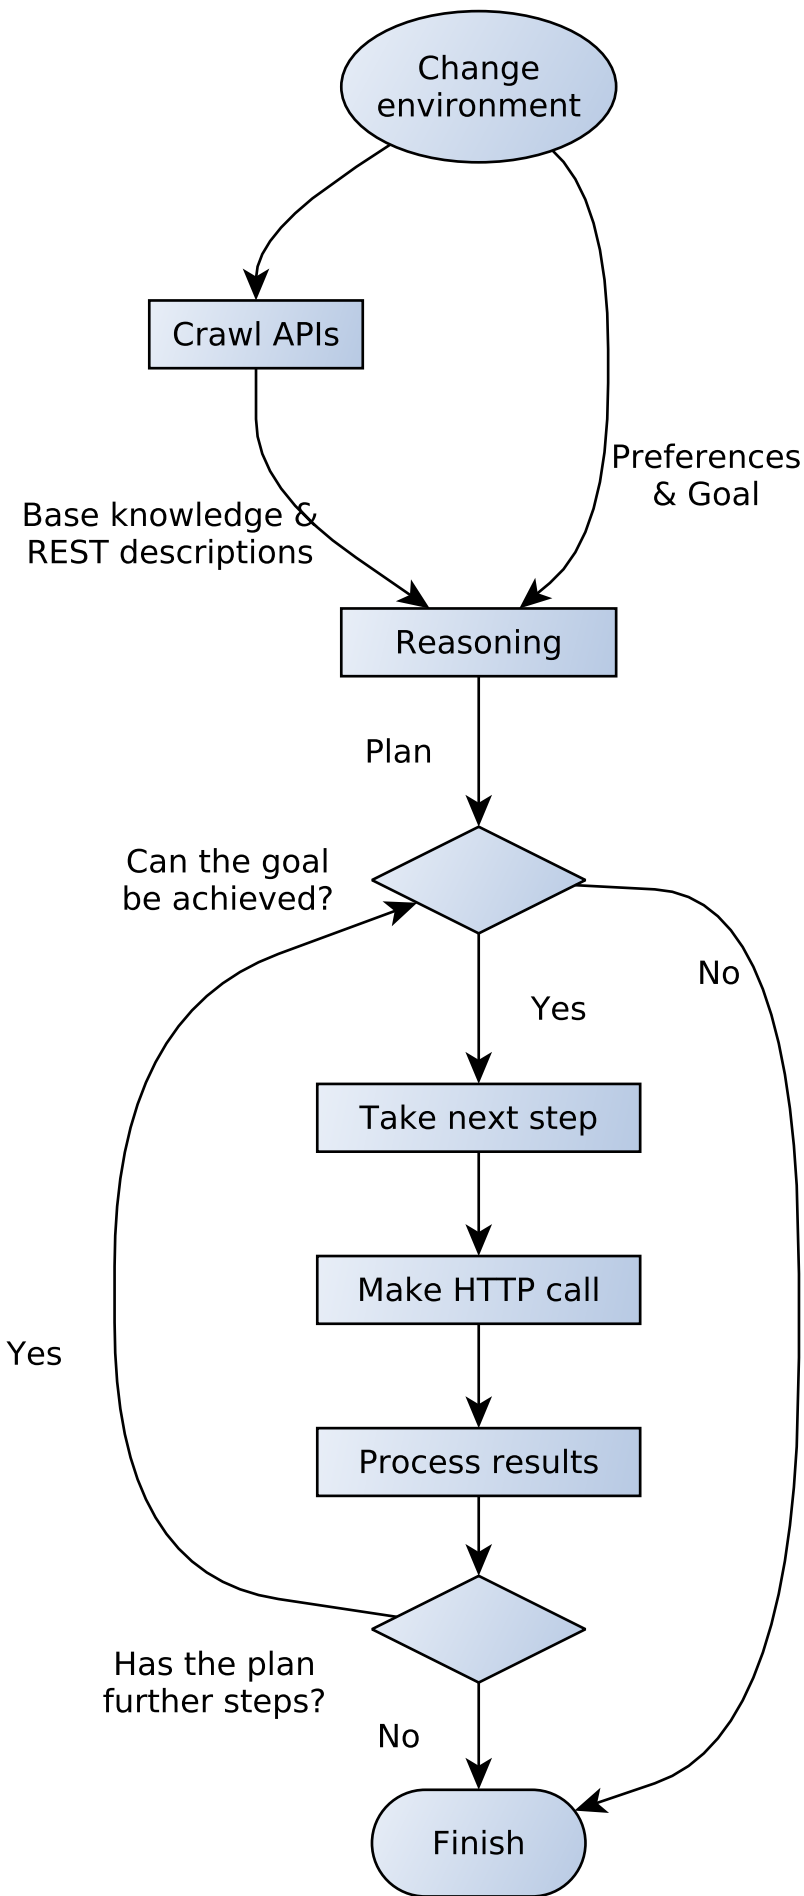 Change
environment
Crawl APIs
Preferences
& Goal
Base knowledge &
REST descriptions
Reasoning
Plan
Can the goal
be achieved?
No
Yes
Take next step
Make HTTP call
Yes
Process results
Has the plan
further steps?
No
Finish